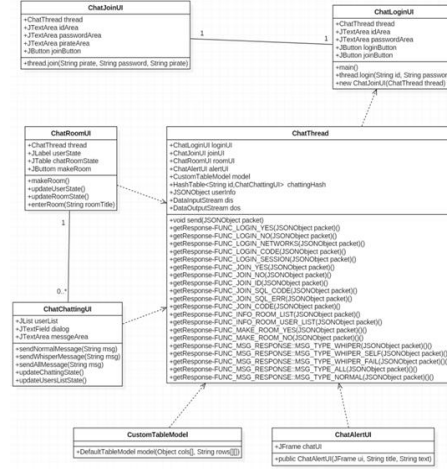 ChatJoinUI
+ChatThread thread
+JTextArea idArea
+JTextArea passwordArea
+JTextArea pirateArea
+JButton joinButton
+thread.join(String pirate, String password, String pirate)
1
1
ChatLoginUI
+ChatThread thread
+JTextArea idArea
+JTextArea passwordArea
+JButton loginButton
+JButton joinButton
+main()
+thread.login(String id, String password
+new ChatJoinUI(ChatThread thread)
ChatRoomUI
+ChatThread thread
+JLabel userState
+JTable chatRoomState
+JButtom makeRoom
+makeRoom()
+updateUserState()
+updateRoomState()
+enterRoom(String roomTitle)
1
0..*
ChatChattingUI
+JList userList
+JTextField dialog
+JTextArea messgeArea
+sendNormalMessage(String msg)
+sendWhisperMessage(String msg)
+sendAllMessage(String msg)
+updateChattingState()
+updateUsersListState()
ChatThread
+ChatLoginUI loginUI
+ChatJoinUI joinUI
+ChatRoomUI roomUI
+ChatAlertUI alertUI
+CustomTableModel model
+HashTable<String id,ChatChattingUI> chattingHash
+JSONObject userInfo
+DataInputStream dis
+DataOutputStream dos
+void send(JSONObject packet)
+getResponse-FUNC_LOGIN_YES(JSONObject packet)()
+getResponse-FUNC_LOGIN_NO(JSONObject packet)()
+getResponse-FUNC_LOGIN_NETWORKS(JSONObject packet)()
+getResponse-FUNC_LOGIN_CODE(JSONObject packet)()
+getResponse-FUNC_LOGIN_SESSION(JSONObject packet)()
+getResponse-FUNC_JOIN_YES(JSONObject packet)()
+getResponse-FUNC_JOIN_NO(JSONObject packet)()
+getResponse-FUNC_JOIN_ID(JSONObject packet)()
+getResponse-FUNC_JOIN_SQL_CODE(JSONObject packet)()
+getResponse-FUNC_JOIN_SQL_ERR(JSONObject packet)()
+getResponse-FUNC_JOIN_CODE(JSONObject packet)()
+getResponse-FUNC_INFO_ROOM_LIST(JSONObject packet)()
+getResponse-FUNC_INFO_ROOM_USER_LIST(JSONObject packet)()
+getResponse-FUNC_MAKE_ROOM_YES(JSONObject packet)()()
+getResponse-FUNC_MAKE_ROOM_NO(JSONObject packet)()
+getResponse-FUNC_MSG_RESPONSE::MSG_TYPE_WHIPER(JSONObject packet)()
+getResponse-FUNC_MSG_RESPONSE::MSG_TYPE_WHIPER_SELF(JSONObject packet)()
+getResponse-FUNC_MSG_RESPONSE::MSG_TYPE_WHIPER_FAIL(JSONObject packet)()
+getResponse-FUNC_MSG_RESPONSE::MSG_TYPE_ALL(JSONObject packet)()()
+getResponse-FUNC_MSG_RESPONSE::MSG_TYPE_NORMAL(JSONObject packet)()()
CustomTableModel
+DefaultTableModel model(Object cols[], String rows[][])
ChatAlertUI
+JFrame chatUI
+public ChatAlertUI(JFrame ui, String title, String text)